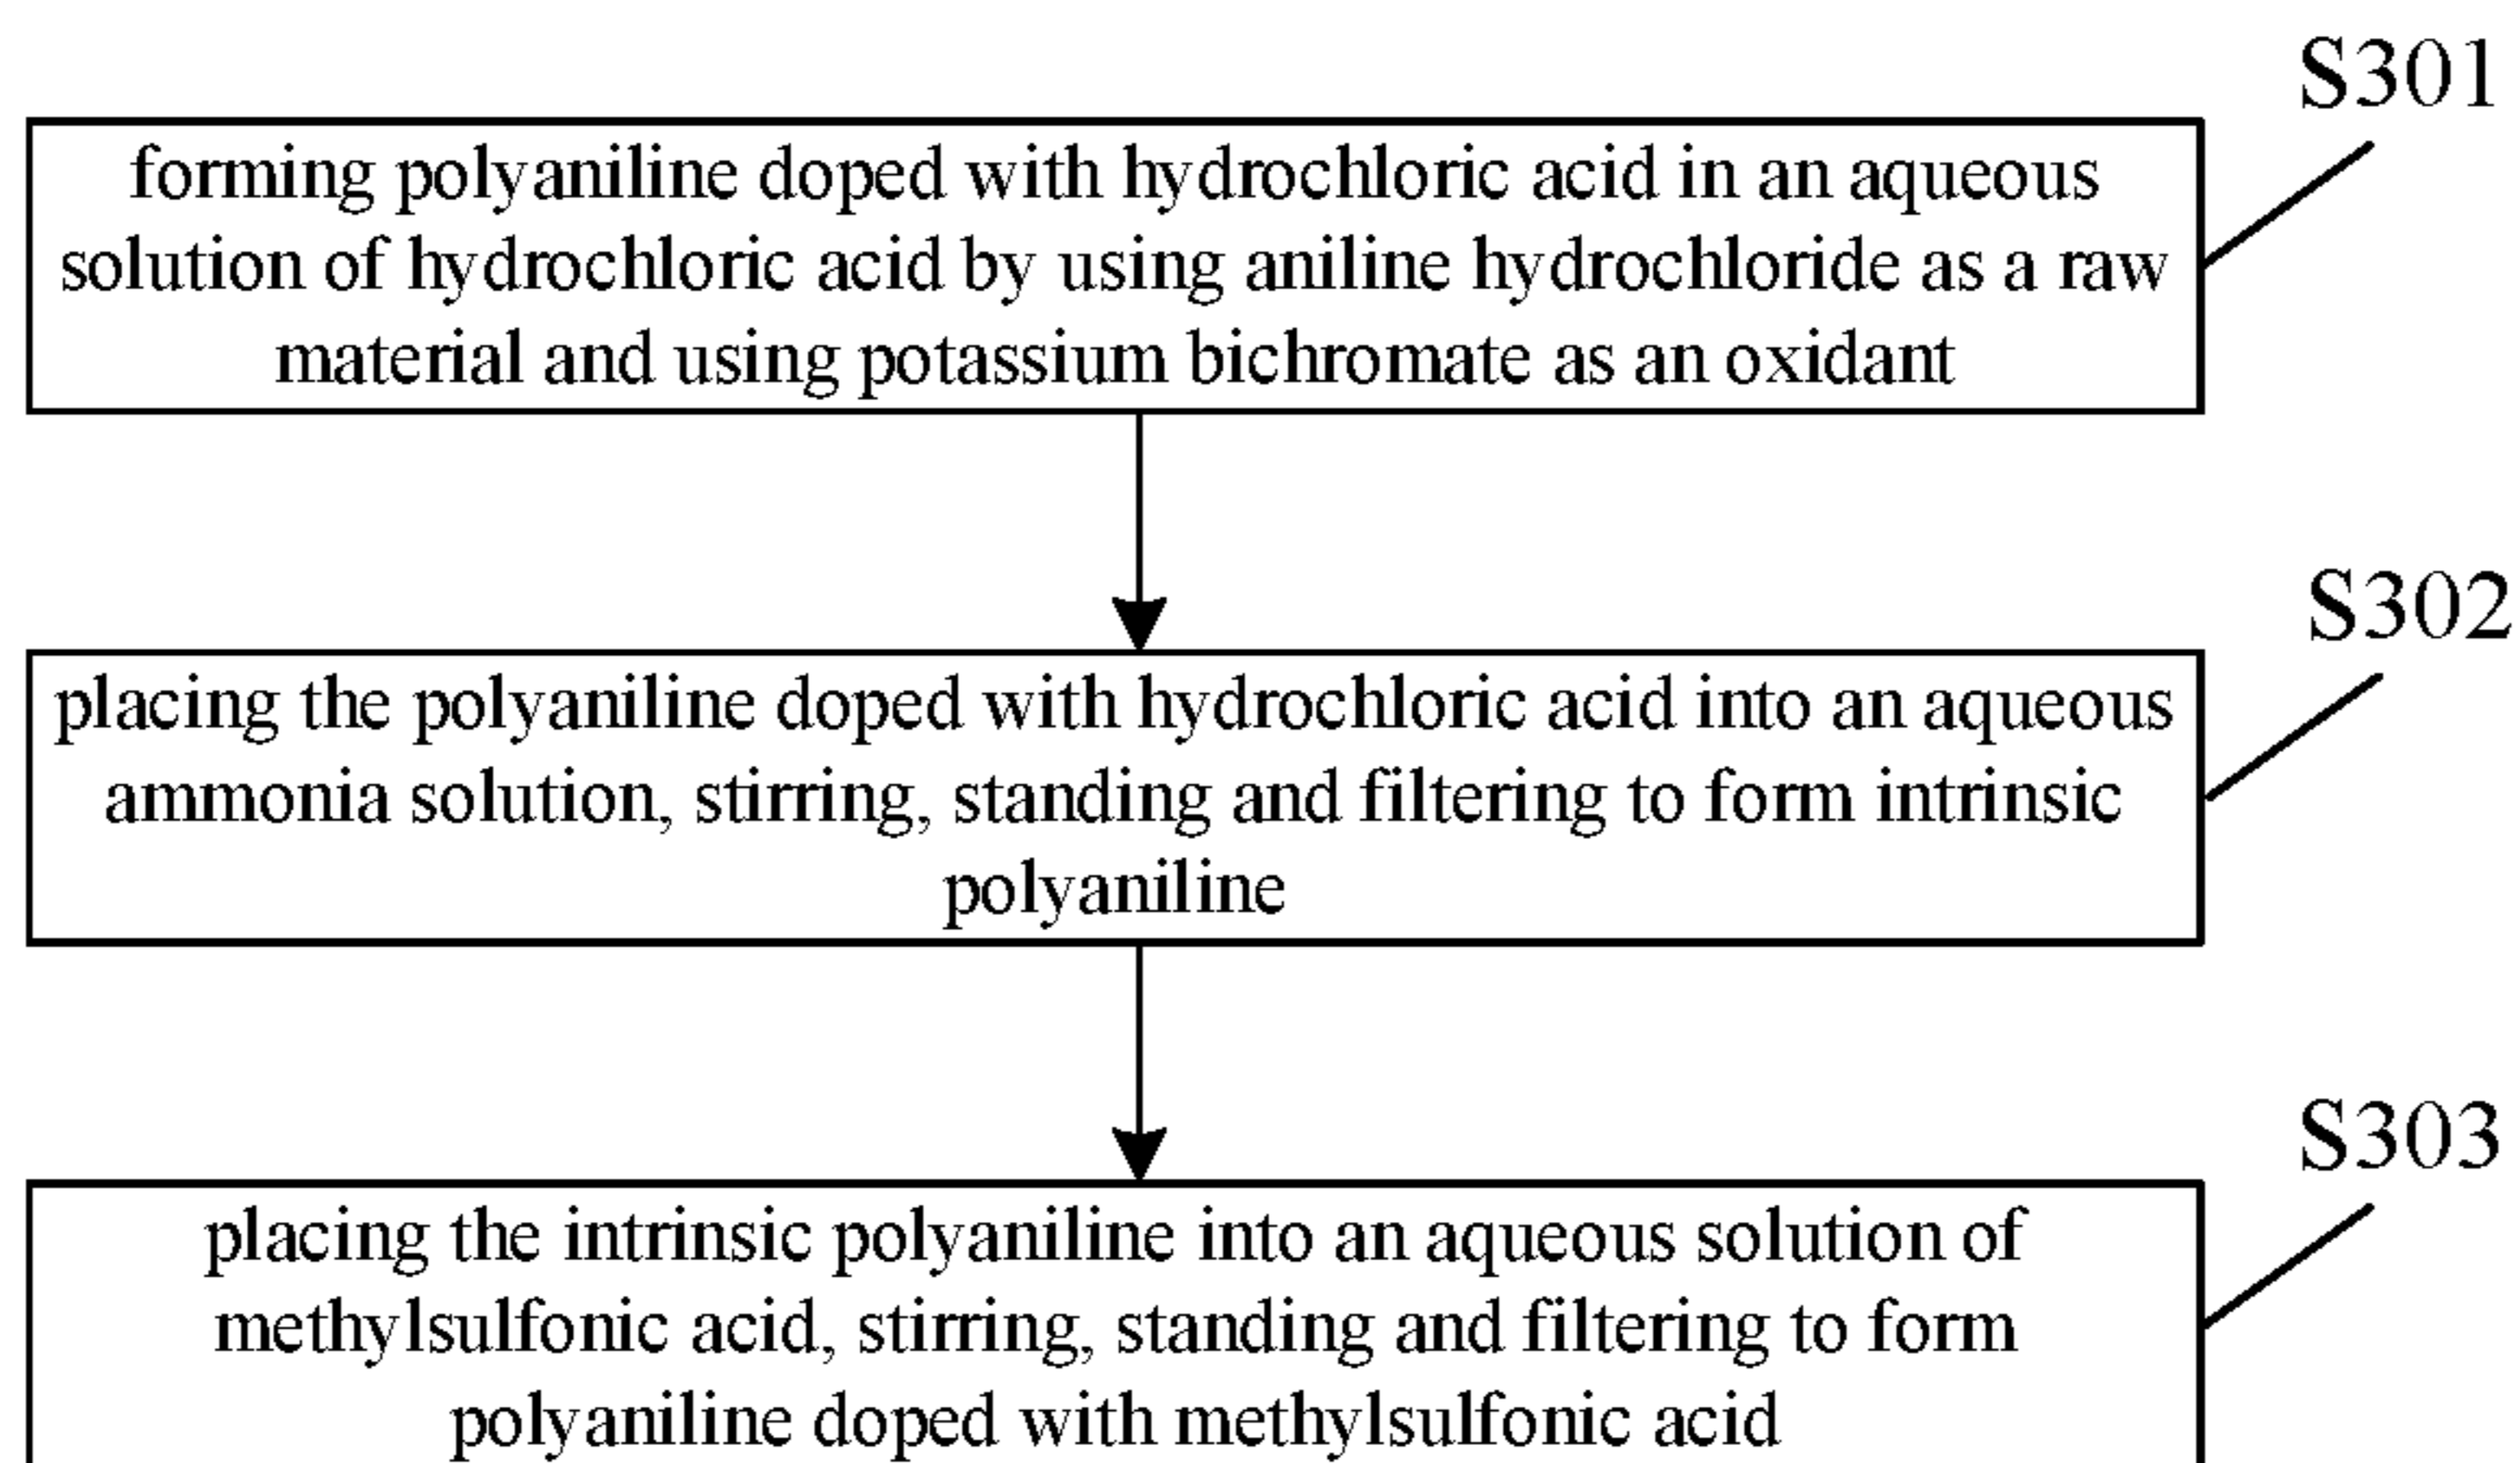 S301
forming polyaniline doped with hydrochloric acid in an aqueous
solution of hydrochloric acid by using aniline hydrochloride as a raw
material and using potassium bichromate as an oxidant
S302
placing the polyaniline doped with hydrochloric acid into an aqueous
ammonia solution, stirring, standing and filtering to form intrinsic
polyaniline
S303
placing the intrinsic polyaniline into an aqueous solution of
methylsulfonic acid, stirring, standing and filtering to form
polyaniline doped with methylsulfonic acid